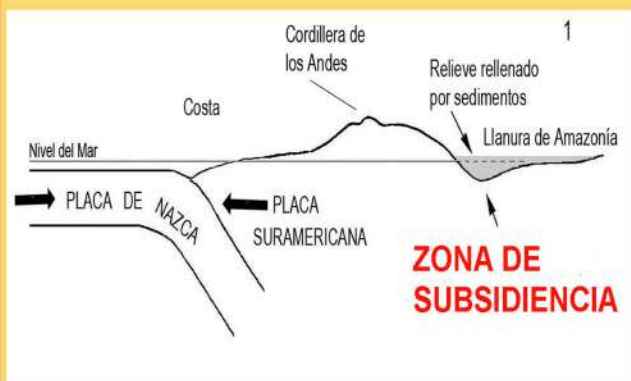 1
Cordillera de
los Andes
Relieve rellenado
por sedimentos
Costa
Llanura de Amazonía
Nivel del Mar
PLACA DE NAZCA
PLACA
SURAMERICANA
ZONA DE
SUBSIDIENCIA